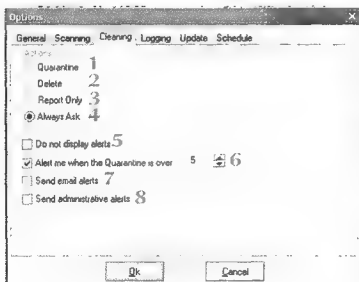 Options X
General Scanning Cleaning Logging Update Schedule
Actions
Quarantine 1
Delete 2
Report Only 3
Always Ask 4
Do not display alerts 5
Alert me when the Quarantine is over 5 6
Send email alerts 7
Send administrative alerts 8
Ok Cancel